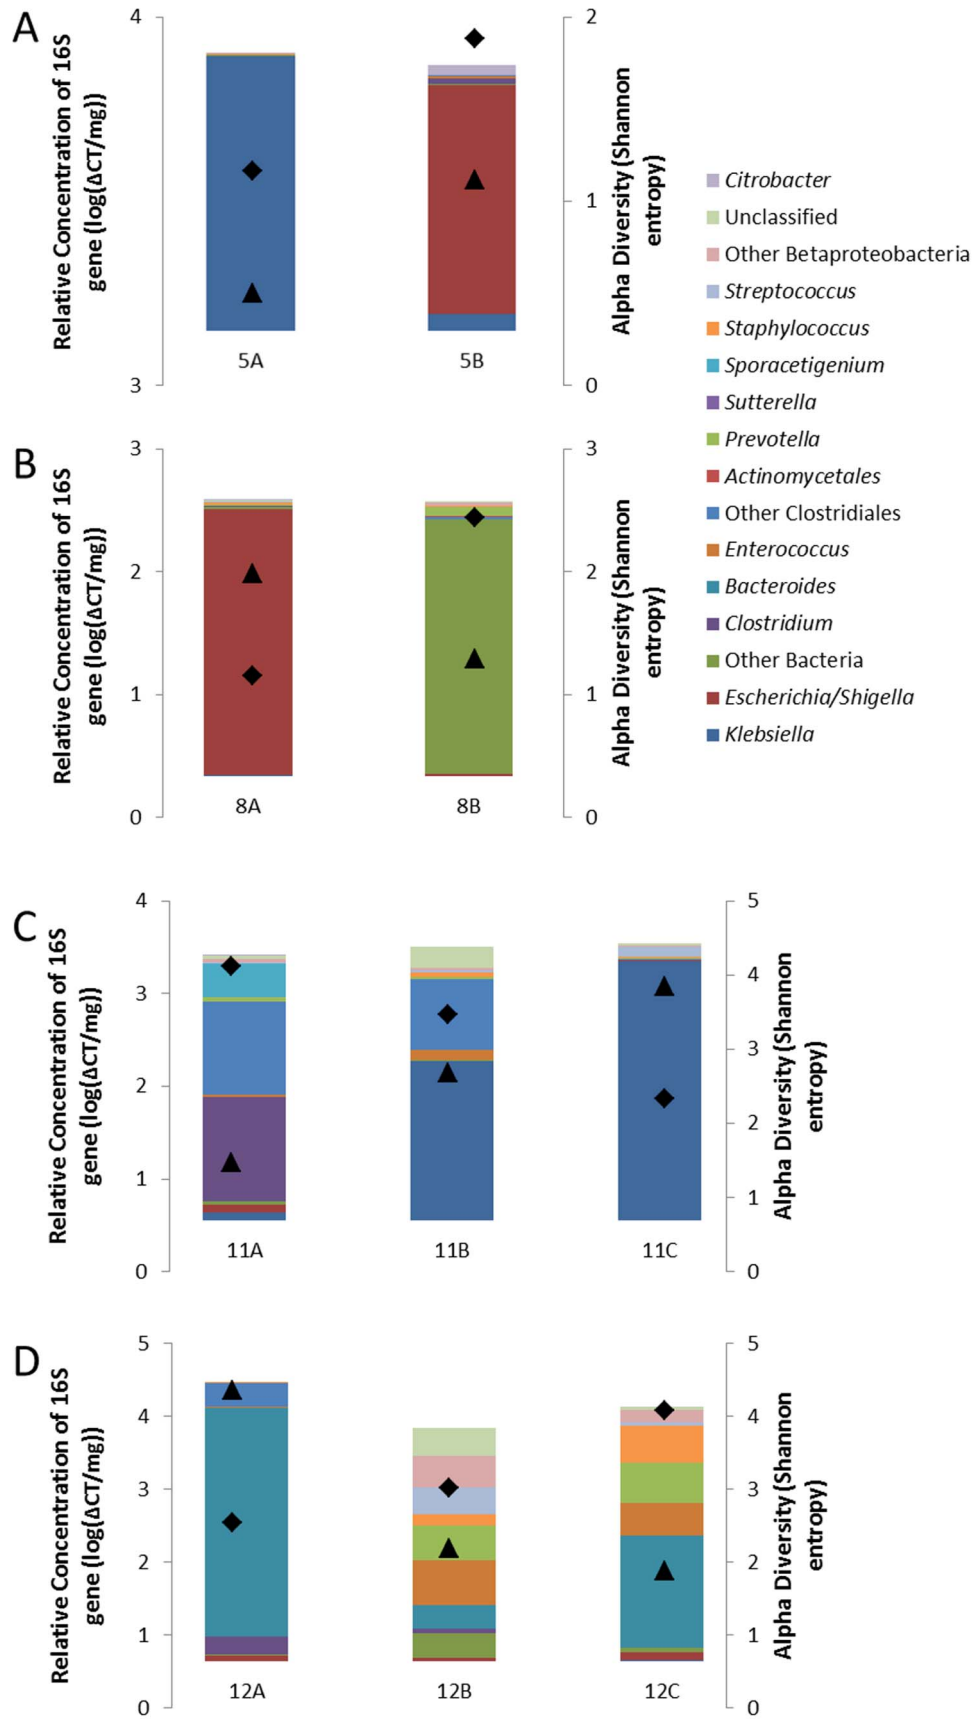 A
Relative Concentration of 16S
gene (log(ΔCT/mg))
4
3
5A
5B
2
1
0
Alpha Diversity (Shannon
entropy)
Citrobacter
Unclassified
Other Betaproteobacteria
Streptococcus
Staphylococcus
Sporacetigenium
Sutterella
Prevotella
Actinomycetales
Other Clostridiales
Enterococcus
Bacteroides
Clostridium
Other Bacteria
Escherichia/Shigella
Klebsiella
B
Relative Concentration of 16S
gene (log(ΔCT/mg))
3
2
1
0
8A
8B
3
2
1
0
Alpha Diversity (Shannon
entropy)
C
Relative Concentration of 16S
gene (log(ΔCT/mg))
4
3
2
1
0
11A
11B
11C
5
4
3
2
1
0
Alpha Diversity (Shannon
entropy)
D
Relative Concentration of 16S
gene (log(ΔCT/mg))
5
4
3
2
1
0
12A
12B
12C
5
4
3
2
1
0
Alpha Diversity (Shannon
entropy)